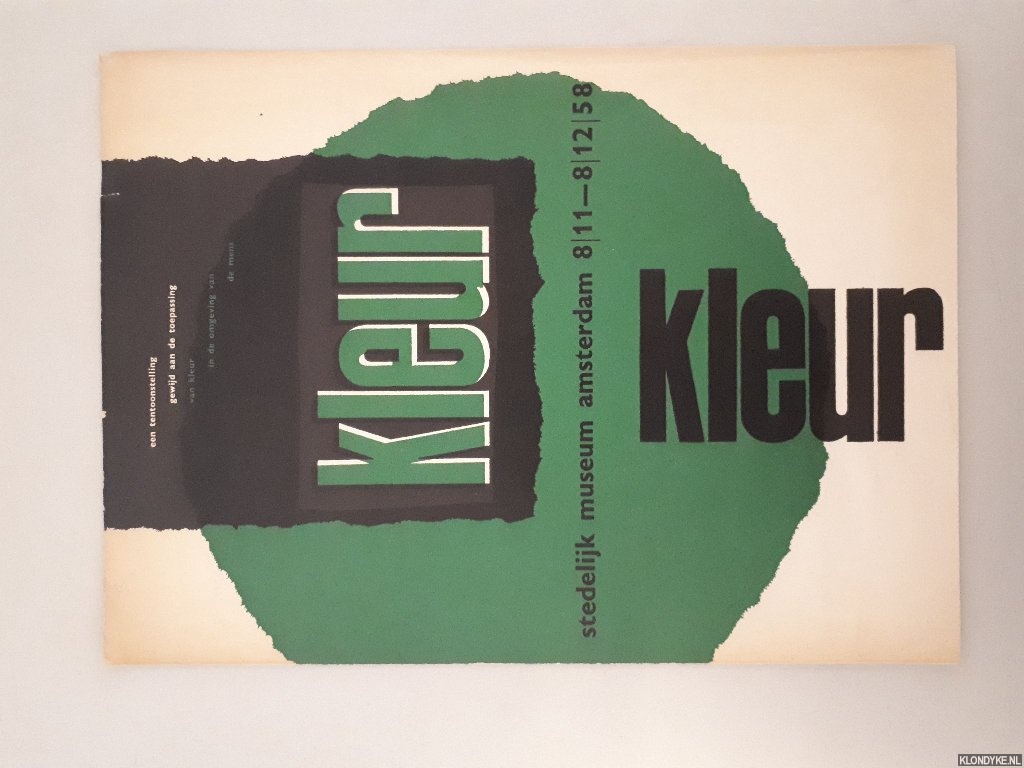 een tentoonstelling
gewijd aan de toepassing
van kleur
in de omgeving van
de mens
kleur
stedelijk museum amsterdam 8|11—8|12|58
kleur
KLONDYKE.NL